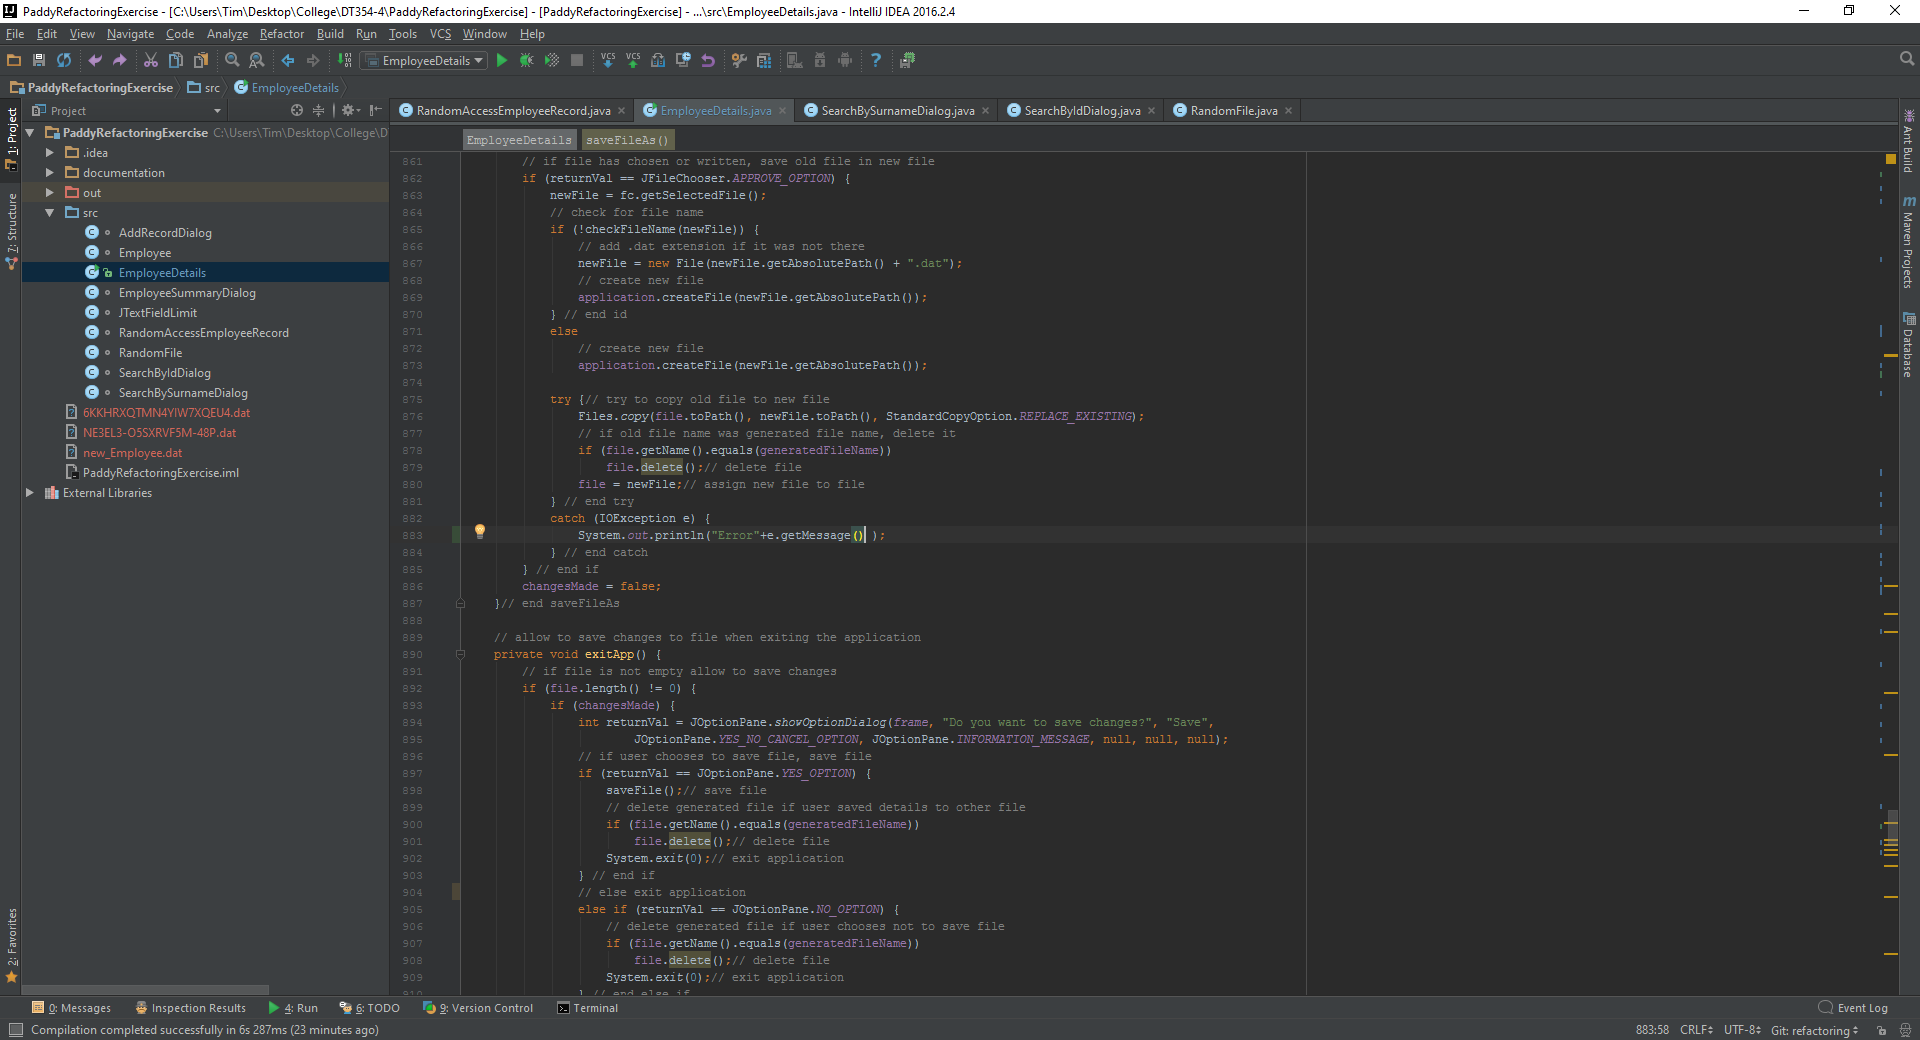 PaddyRefactoringExercise - [C:\Users\Tim\Desktop\College\DT354-4\PaddyRefactoringExercise] - [PaddyRefactoringExercise] - ...\src\EmployeeDetails.java - IntelliJ IDEA 2016.2.4
File Edit View Navigate Code Analyze Refactor Build Run Tools VCS Window Help
EmployeeDetails
PaddyRefactoringExercise src EmployeeDetails
Project
RandomAccessEmployeeRecord.java EmployeeDetails.java SearchBySurnameDialog.java SearchByIdDialog.java RandomFile.java
1: Project
7: Structure
2: Favorites
PaddyRefactoringExercise C:\Users\Tim\Desktop\College\D
.idea
documentation
out
src
AddRecordDialog
Employee
EmployeeDetails
EmployeeSummaryDialog
JTextFieldLimit
RandomAccessEmployeeRecord
RandomFile
SearchByIdDialog
SearchBySurnameDialog
6KKHRXQTMN4YIW7XQEU4.dat
NE3EL3-O5SXRVF5M-48P.dat
new_Employee.dat
PaddyRefactoringExercise.iml
External Libraries
EmployeeDetails saveFileAs()
861 // if file has chosen or written, save old file in new file
862 if (returnVal == JFileChooser.APPROVE_OPTION) {
863 newFile = fc.getSelectedFile();
864 // check for file name
865 if (!checkFileName(newFile)) {
866 // add .dat extension if it was not there
867 newFile = new File(newFile.getAbsolutePath() + ".dat");
868 // create new file
869 application.createFile(newFile.getAbsolutePath());
870 } // end id
871 else
872 // create new file
873 application.createFile(newFile.getAbsolutePath());
874
875 try {// try to copy old file to new file
876 Files.copy(file.toPath(), newFile.toPath(), StandardCopyOption.REPLACE_EXISTING);
877 // if old file name was generated file name, delete it
878 if (file.getName().equals(generatedFileName))
879 file.delete();// delete file
880 file = newFile;// assign new file to file
881 } // end try
882 catch (IOException e) {
883 System.out.println("Error"+e.getMessage() );
884 } // end catch
885 } // end if
886 changesMade = false;
887 }// end saveFileAs
888
889 // allow to save changes to file when exiting the application
890 private void exitApp() {
891 // if file is not empty allow to save changes
892 if (file.length() != 0) {
893 if (changesMade) {
894 int returnVal = JOptionPane.showOptionDialog(frame, "Do you want to save changes?", "Save",
895 JOptionPane.YES_NO_CANCEL_OPTION, JOptionPane.INFORMATION_MESSAGE, null, null, null);
896 // if user chooses to save file, save file
897 if (returnVal == JOptionPane.YES_OPTION) {
898 saveFile();// save file
899 // delete generated file if user saved details to other file
900 if (file.getName().equals(generatedFileName))
901 file.delete();// delete file
902 System.exit(0);// exit application
903 } // end if
904 // else exit application
905 else if (returnVal == JOptionPane.NO_OPTION) {
906 // delete generated file if user chooses not to save file
907 if (file.getName().equals(generatedFileName))
908 file.delete();// delete file
909 System.exit(0);// exit application
910 } // end else if
Ant Build
Maven Projects
Database
0: Messages Inspection Results 4: Run 6: TODO 9: Version Control Terminal Event Log
Compilation completed successfully in 6s 287ms (23 minutes ago) 883:58 CRLF UTF-8 Git: refactoring